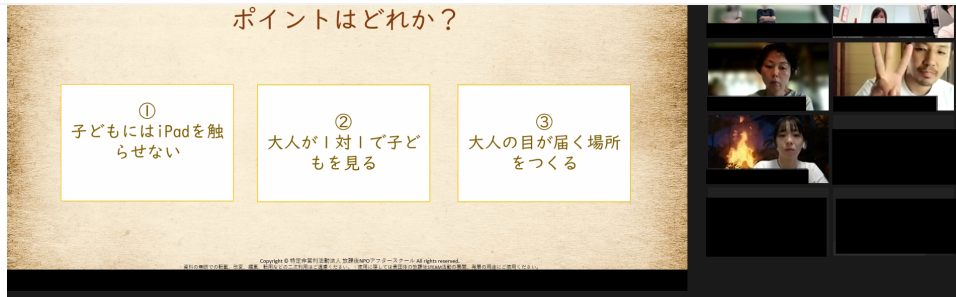 ポイントはどれか？
①
子どもにはiPadを触
らせない
②
大人が1対1で子ど
もを見る
③
大人の目が届く場所
をつくる
Copyright © 特定非営利活動法人 放課後NPOアフタースクール All rights reserved.